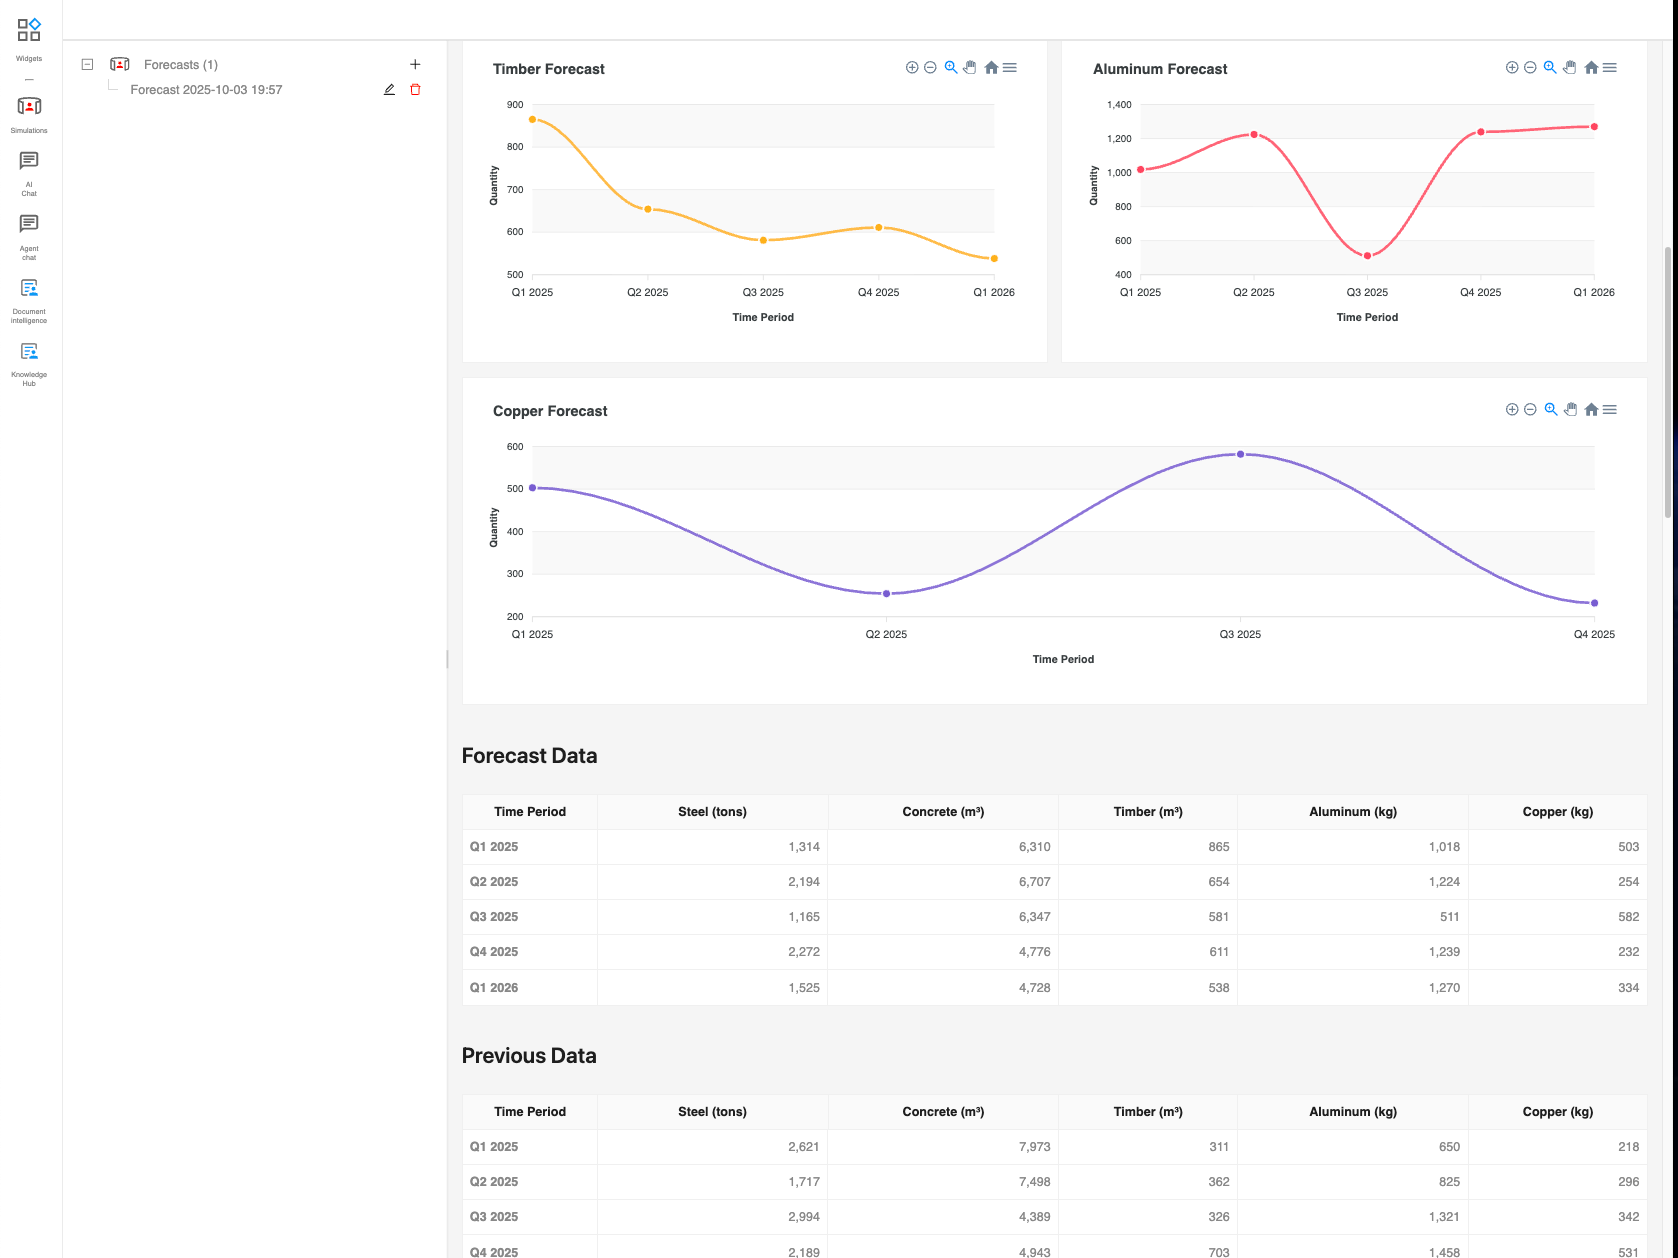 Widgets
Simulations
AI
Chat
Agent
chat
Document
intelligence
Knowledge
Hub
Forecasts (1)
Forecast 2025-10-03 19:57
Timber Forecast
900
800
700
600
500
Quantity
Q1 2025 Q2 2025 Q3 2025 Q4 2025 Q1 2026
Time Period
Aluminum Forecast
1,400
1,200
1,000
800
600
400
Quantity
Q1 2025 Q2 2025 Q3 2025 Q4 2025 Q1 2026
Time Period
Copper Forecast
600
500
400
300
200
Quantity
Q1 2025 Q2 2025 Q3 2025 Q4 2025
Time Period
Forecast Data
Time Period Steel (tons) Concrete (m³) Timber (m³) Aluminum (kg) Copper (kg)
Q1 2025 1,314 6,310 865 1,018 503
Q2 2025 2,194 6,707 654 1,224 254
Q3 2025 1,165 6,347 581 511 582
Q4 2025 2,272 4,776 611 1,239 232
Q1 2026 1,525 4,728 538 1,270 334
Previous Data
Time Period Steel (tons) Concrete (m³) Timber (m³) Aluminum (kg) Copper (kg)
Q1 2025 2,621 7,973 311 650 218
Q2 2025 1,717 7,498 362 825 296
Q3 2025 2,994 4,389 326 1,321 342
Q4 2025 2,189 4,943 703 1,458 531